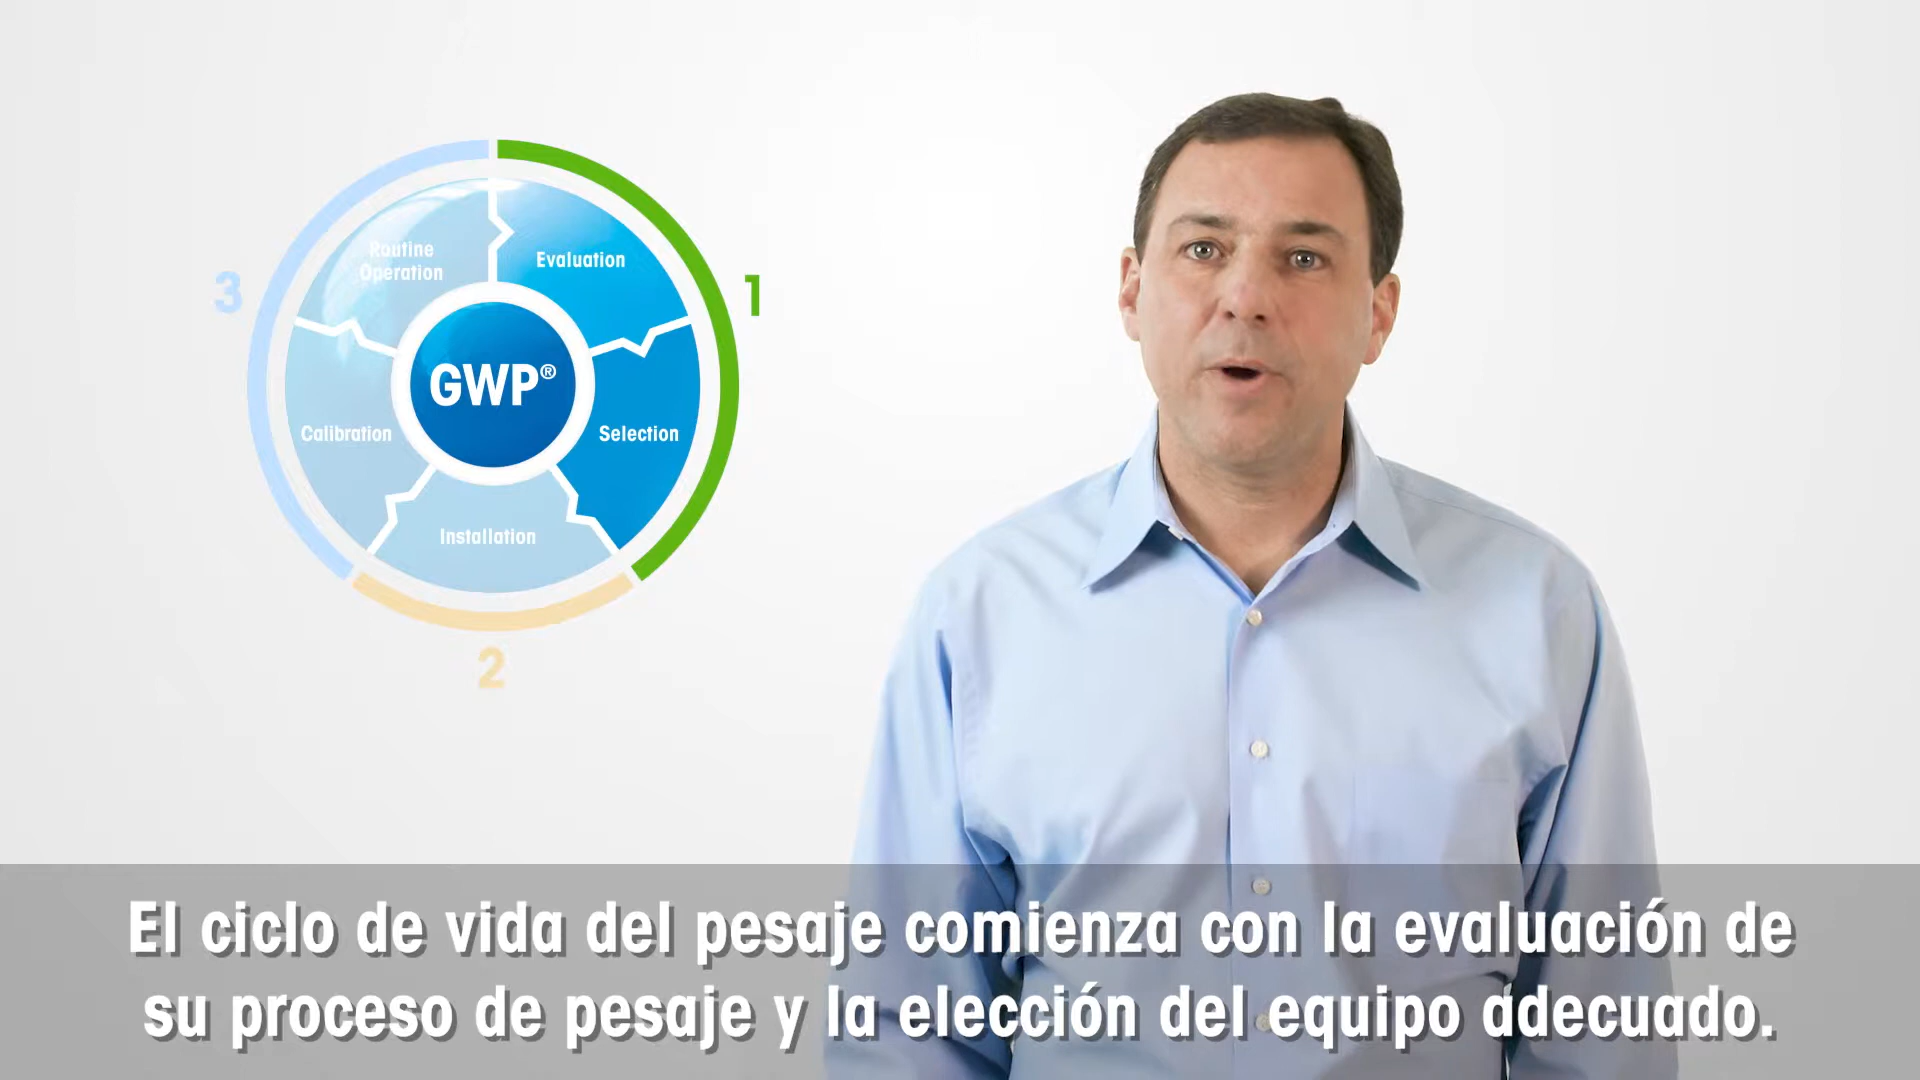 Routine
Operation
Evaluation
3
1
GWP®
Calibration
Selection
Installation
2
El ciclo de vida del pesaje comienza con la evaluación de
su proceso de pesaje y la elección del equipo adecuado.